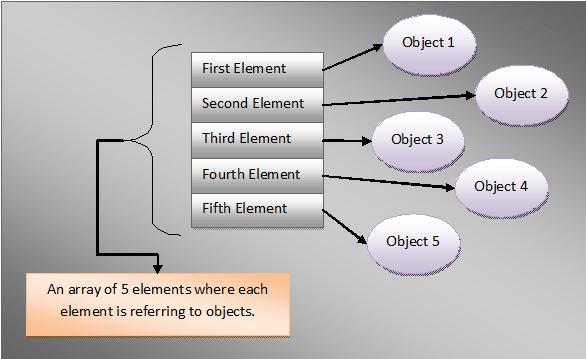 First Element
Object 1
Second Element
Object 2
Third Element
Object 3
Fourth Element
Object 4
Fifth Element
Object 5
An array of 5 elements where each
element is referring to objects.